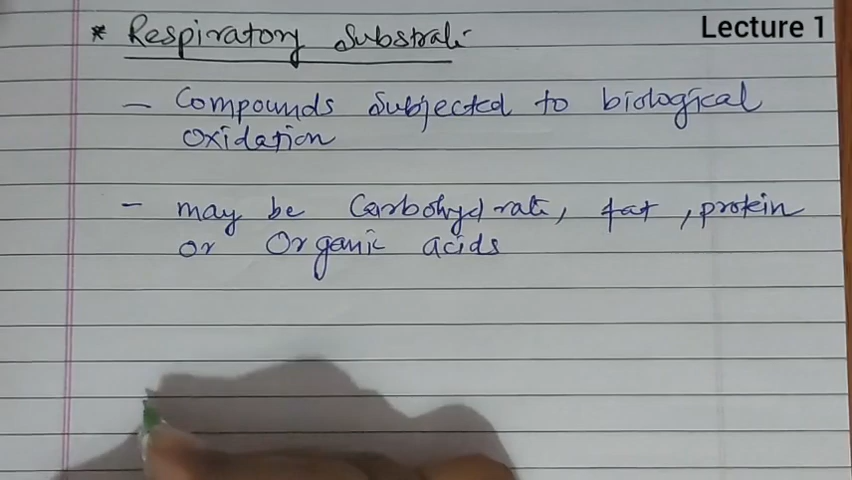 * Respiratory Substrate
Lecture 1
- Compounds subjected to biological
oxidation
- may be Carbohydrate, fat, protein
or Organic acids